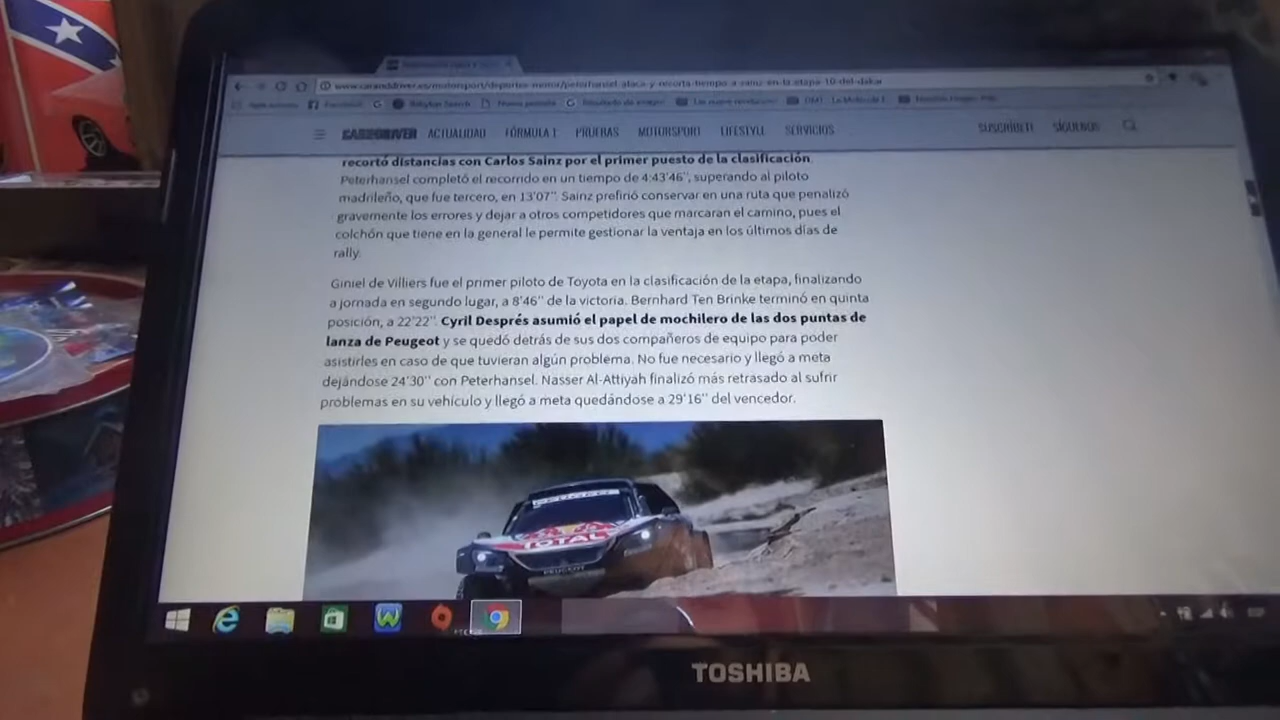 www.caranddriver.es/motorsport/deportes-motor/peterhansel-ataca-y-recorta-tiempo-a-sainz-en-la-etapa-10-del-dakar
Facebook
Babylon Search
CAR AND DRIVER ACTUALIDAD FÓRMULA 1 PRUEBAS MOTORSPORT LIFESTYLE SERVICIOS SUSCRÍBETE SÍGUENOS
recortó distancias con Carlos Sainz por el primer puesto de la clasificación.
Peterhansel completó el recorrido en un tiempo de 4:43'46'', superando al piloto
madrileño, que fue tercero, en 13'07''. Sainz prefirió conservar en una ruta que penalizó
gravemente los errores y dejar a otros competidores que marcaran el camino, pues el
colchón que tiene en la general le permite gestionar la ventaja en los últimos días de
rally.
Giniel de Villiers fue el primer piloto de Toyota en la clasificación de la etapa, finalizando
a jornada en segundo lugar, a 8'46'' de la victoria. Bernhard Ten Brinke terminó en quinta
posición, a 22'22''. Cyril Després asumió el papel de mochilero de las dos puntas de
lanza de Peugeot y se quedó detrás de sus dos compañeros de equipo para poder
asistirles en caso de que tuvieran algún problema. No fue necesario y llegó a meta
dejándose 24'30'' con Peterhansel. Nasser Al-Attiyah finalizó más retrasado al sufrir
problemas en su vehículo y llegó a meta quedándose a 29'16'' del vencedor.
PEUGEOT
TOTAL
PEUGEOT
TOSHIBA